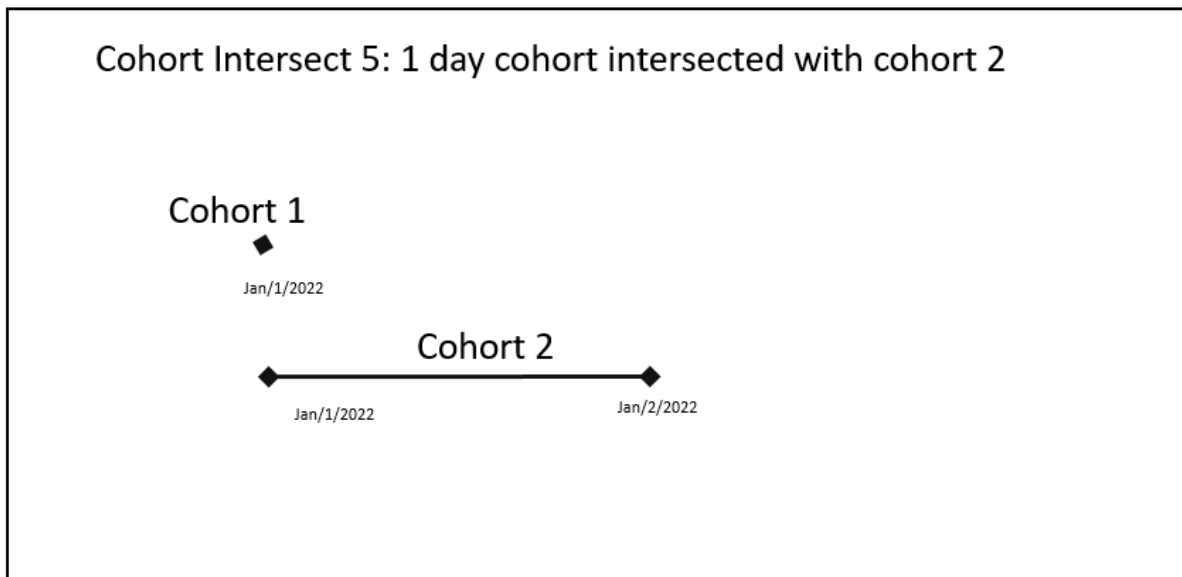 Cohort Intersect 5: 1 day cohort intersected with cohort 2
Cohort 1
Jan/1/2022
Cohort 2
Jan/1/2022
Jan/2/2022